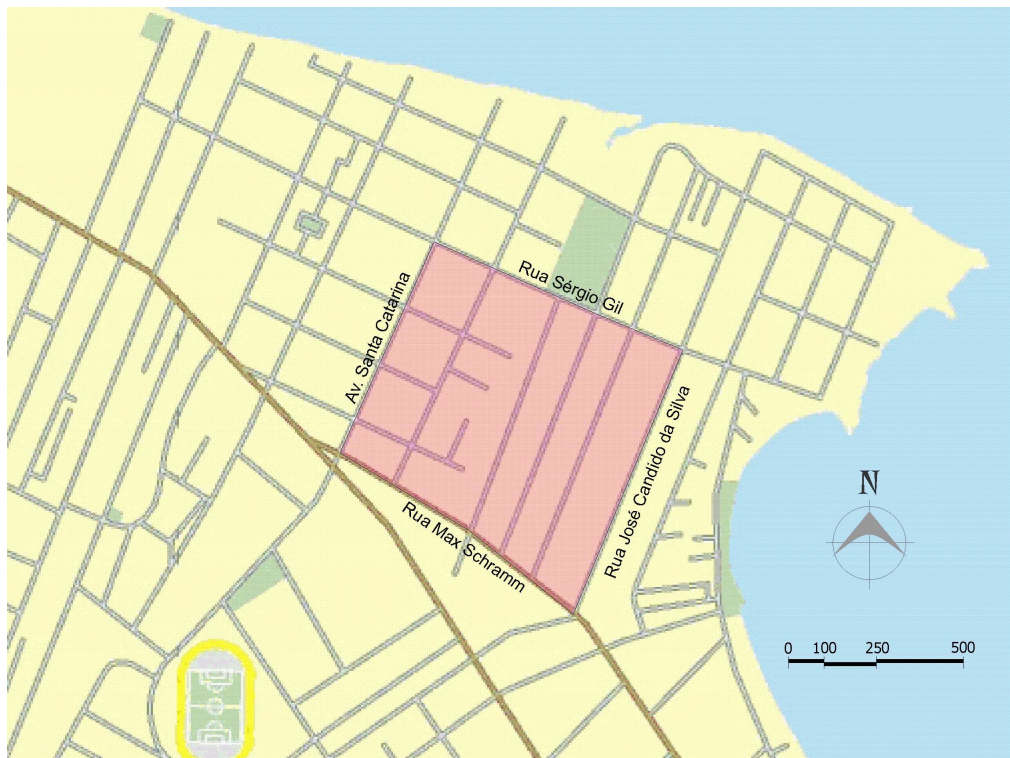 Rua Sérgio Gil
Av. Santa Catarina
Rua José Candido da Silva
Rua Max Schramm
N
0 100 250 500